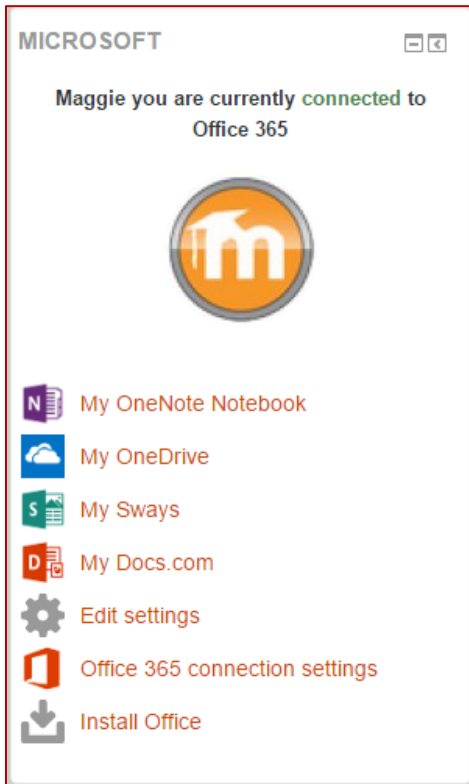 MICROSOFT
Maggie you are currently connected to
Office 365
m
N
My OneNote Notebook
My OneDrive
S
My Sways
D
My Docs.com
Edit settings
Office 365 connection settings
Install Office